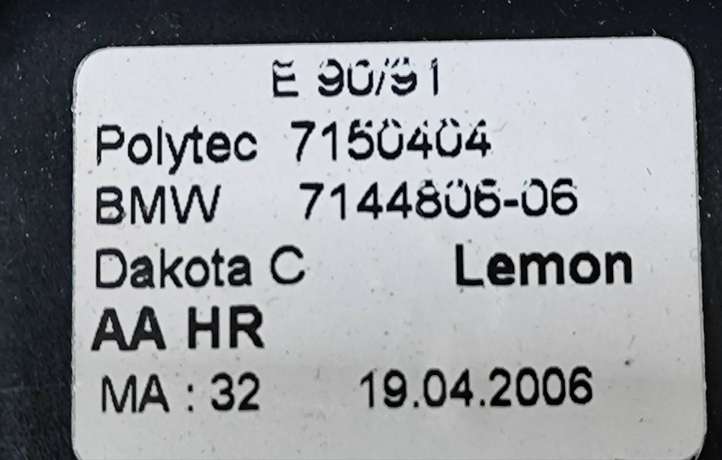 E 90/91
Polytec 7150404
BMW 7144806-06
Dakota C Lemon
AA HR
MA : 32 19.04.2006